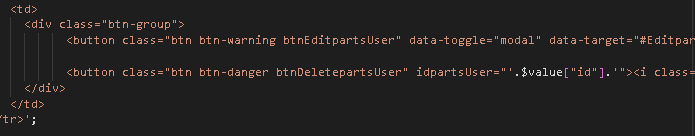 <td>
<div class="btn-group">
<button class="btn btn-warning btnEditpartsUser" data-toggle="modal" data-target="#Editpar
<button class="btn btn-danger btnDeletepartsUser" idpartsUser="'.$value["id"].'"><i class=
</div>
</td>
/tr>';